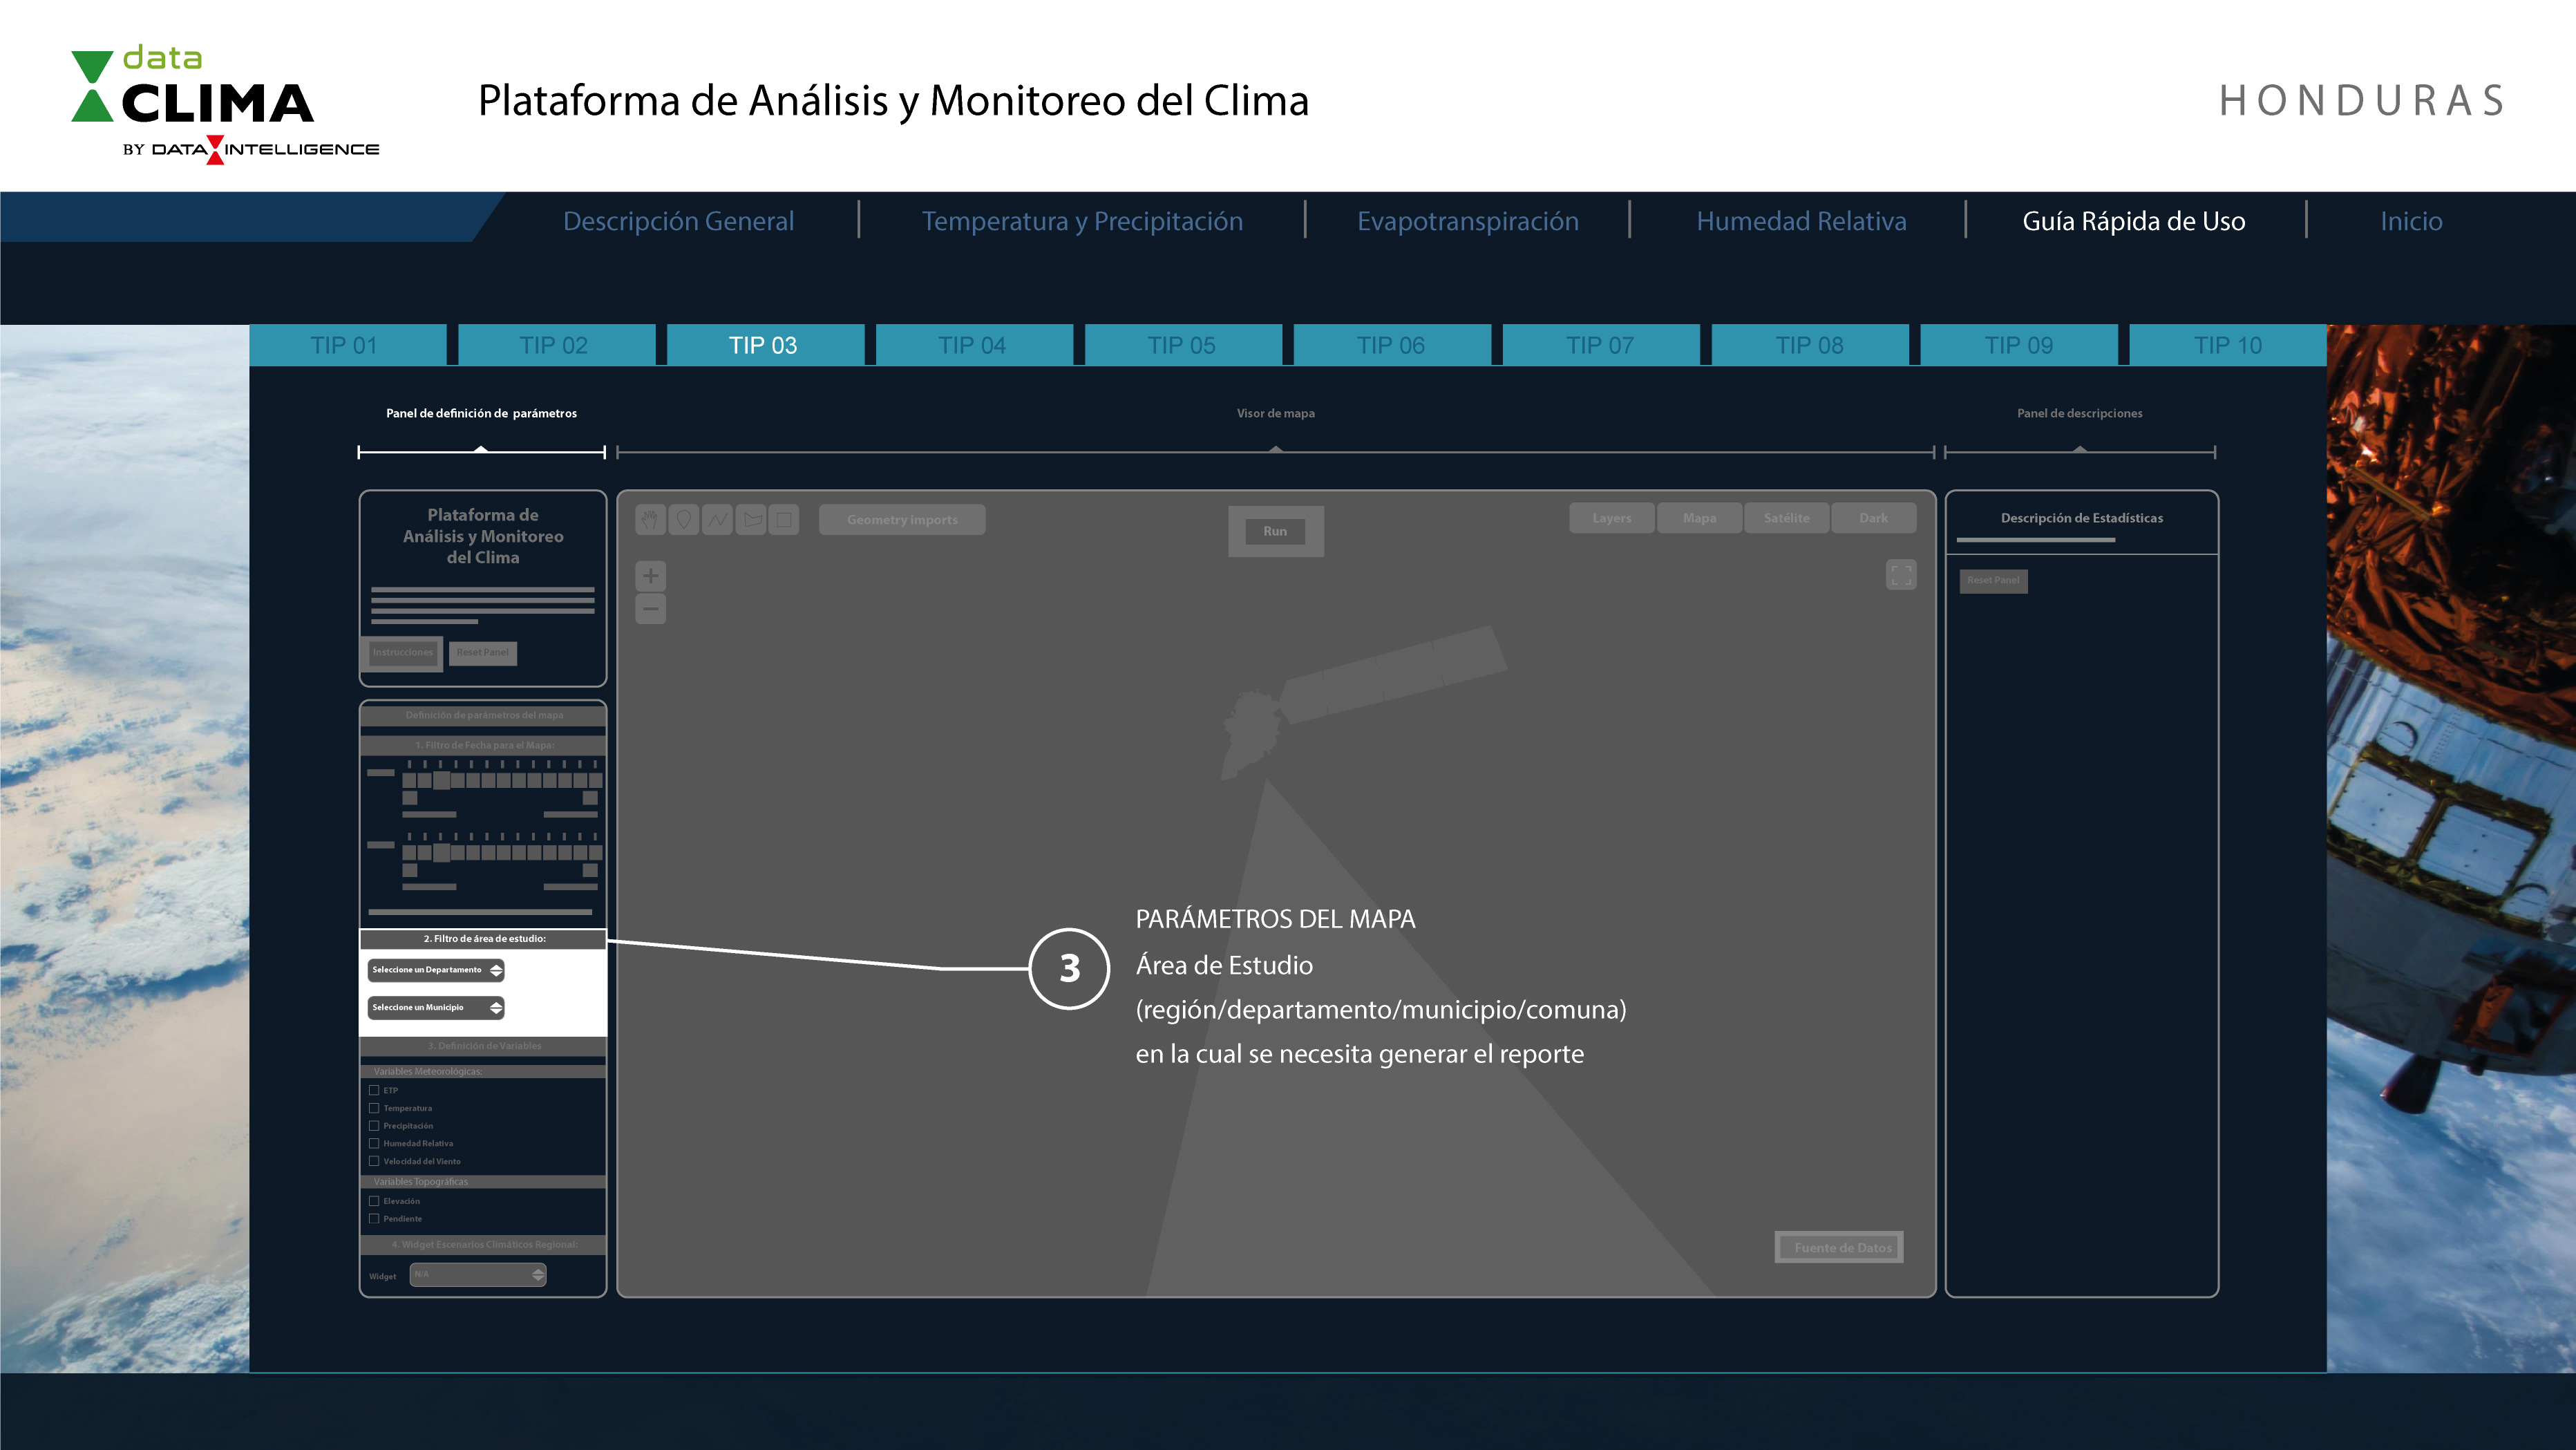 data
CLIMA
BY DATA INTELLIGENCE
Plataforma de Análisis y Monitoreo del Clima
HONDURAS
Descripción General
Temperatura y Precipitación
Evapotranspiración
Humedad Relativa
Guía Rápida de Uso
Inicio
TIP 01
TIP 02
TIP 03
TIP 04
TIP 05
TIP 06
TIP 07
TIP 08
TIP 09
TIP 10
Panel de definición de parámetros
Visor de mapa
Panel de descripciones
Plataforma de
Análisis y Monitoreo
del Clima
Instrucciones
Reset Panel
Geometry imports
Run
Layers
Mapa
Satélite
Dark
Descripción de Estadísticas
Reset Panel
Definición de parámetros del mapa
1. Filtro de Fecha para el Mapa:
2. Filtro de área de estudio:
Seleccione un Departamento
Seleccione un Municipio
3
PARÁMETROS DEL MAPA
Área de Estudio
(región/departamento/municipio/comuna)
en la cual se necesita generar el reporte
3. Definición de Variables
Variables Meteorológicas:
ETP
Temperatura
Precipitación
Humedad Relativa
Velocidad del Viento
Variables Topográficas
Elevación
Pendiente
4. Widget Escenarios Climáticos Regional:
Widget
N/A
Fuente de Datos